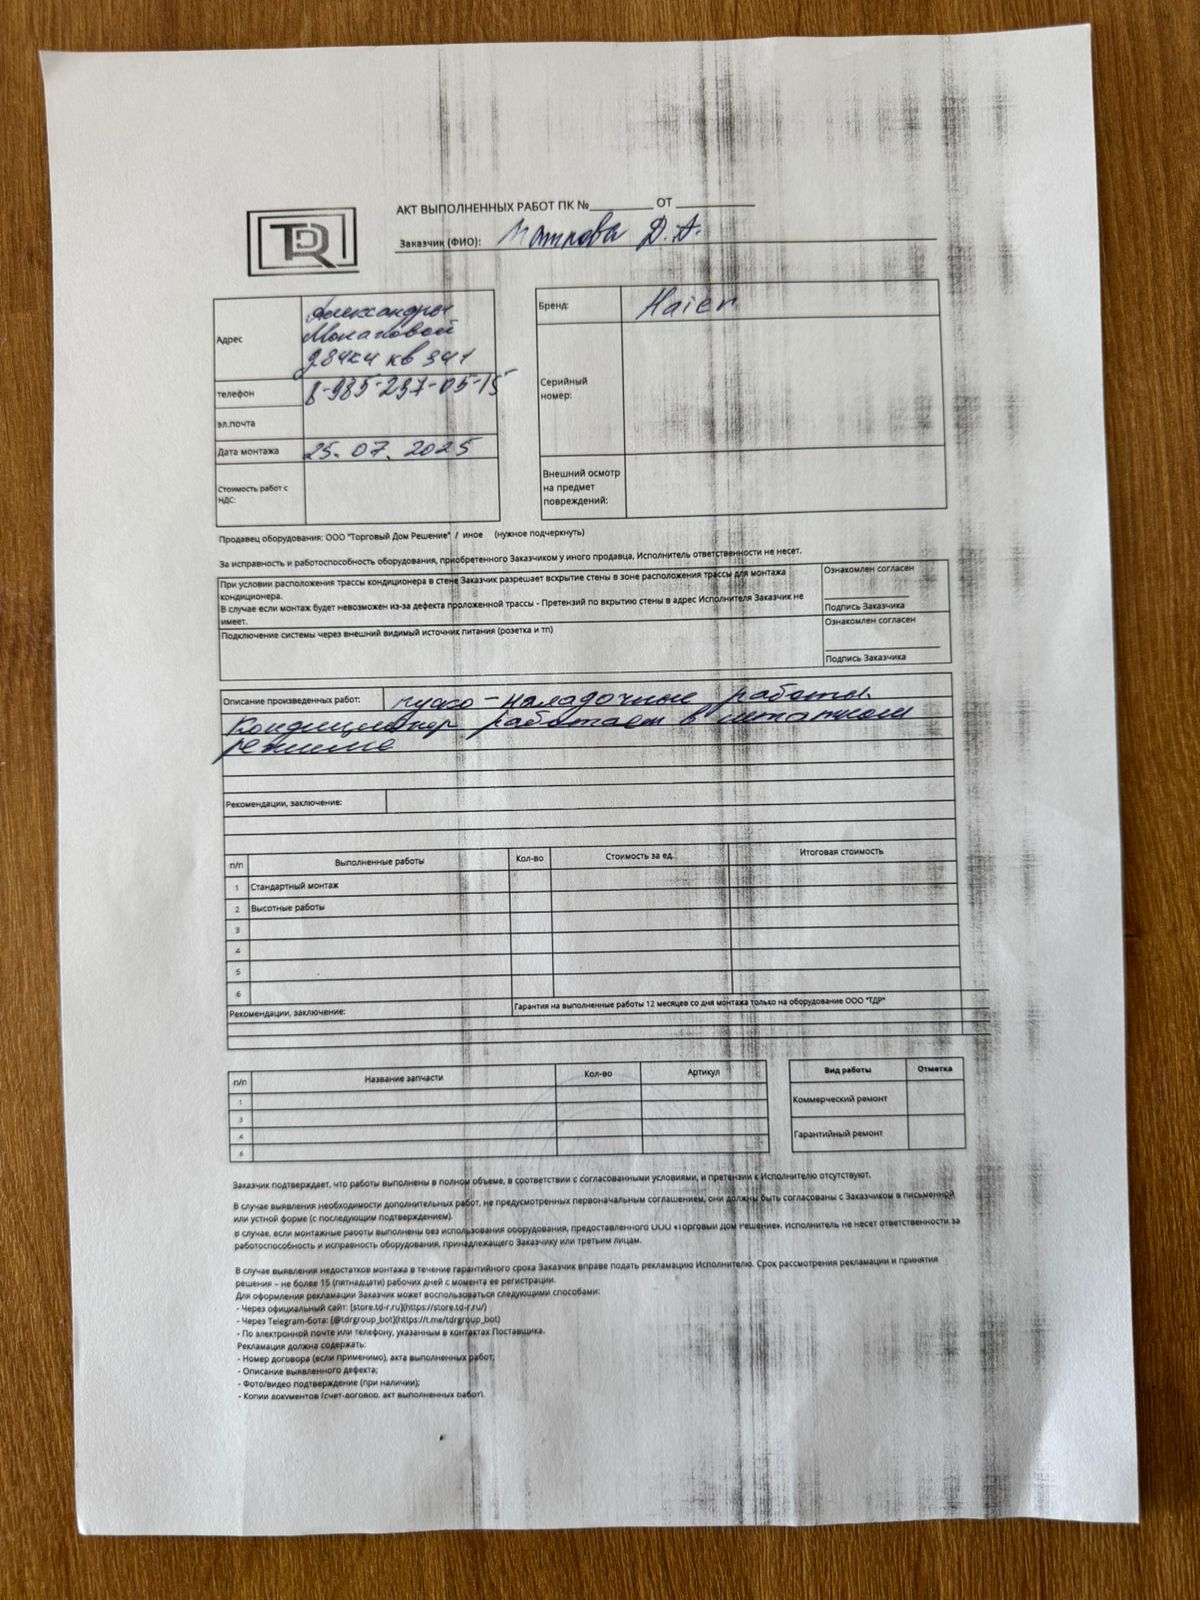 TDR
АКТ ВЫПОЛНЕННЫХ РАБОТ ПК №__________ ОТ ____________
Заказчик (ФИО): Д.А.
Адрес
Александры
Монаховой
д.84к4 кв 341
телефон 8-985-297-05-15
эл.почта
Дата монтажа 25.07.2025
Стоимость работ с НДС:
Бренд: Haier
Серийный
номер:
Внешний осмотр
на предмет
повреждений:
Продавец оборудования: ООО "Торговый Дом Решение" / иное (нужное подчеркнуть)
За исправность и работоспособность оборудования, приобретенного Заказчиком у иного продавца, Исполнитель ответственности не несет.
При условии расположения трассы кондиционера в стене Заказчик разрешает вскрытие стены в зоне расположения трассы для монтажа
кондиционера.
В случае если монтаж будет невозможен из-за дефекта проложенной трассы - Претензий по вкрытию стены в адрес Исполнителя Заказчик не
имеет.
Ознакомлен согласен
Подпись Заказчика
Подключение системы через внешний видимый источник питания (розетка и тп)
Ознакомлен согласен
Подпись Заказчика
Описание произведенных работ: пуско-наладочные работы.
Кондиционер работает в штатном
режиме
Рекомендации, заключение:
п/п Выполненные работы Кол-во Стоимость за ед. Итоговая стоимость
1 Стандартный монтаж
2 Высотные работы
3
4
5
6
Рекомендации, заключение: Гарантия на выполненные работы 12 месяцев со дня монтажа только на оборудование ООО "ТДР"
п/п Название запчасти Кол-во Артикул
1
3
4
6
Вид работы Отметка
Коммерческий ремонт
Гарантийный ремонт
Заказчик подтверждает, что работы выполнены в полном объеме, в соответствии с согласованными условиями, и претензии к Исполнителю отсутствуют.
В случае выявления необходимости дополнительных работ, не предусмотренных первоначальным соглашением, они должны быть согласованы с Заказчиком в письменной
или устной форме (с последующим подтверждением).
В случае, если монтажные работы выполнены без использования оборудования, предоставленного ООО «Торговый Дом Решение», Исполнитель не несет ответственности за
работоспособность и исправность оборудования, принадлежащего Заказчику или третьим лицам.
В случае выявления недостатков монтажа в течение гарантийного срока Заказчик вправе подать рекламацию Исполнителю. Срок рассмотрения рекламации и принятия
решения – не более 15 (пятнадцати) рабочих дней с момента ее регистрации.
Для оформления рекламации Заказчик может воспользоваться следующими способами:
- Через официальный сайт: [store.td-r.ru](https://store.td-r.ru/)
- Через Telegram-бота: [@tdrgroup_bot](https://t.me/tdrgroup_bot)
- По электронной почте или телефону, указанным в контактах Поставщика.
Рекламация должна содержать:
- Номер договора (если применимо), акта выполненных работ;
- Описание выявленного дефекта;
- Фото/видео подтверждение (при наличии);
- Копии документов (счет-договор, акт выполненных работ).